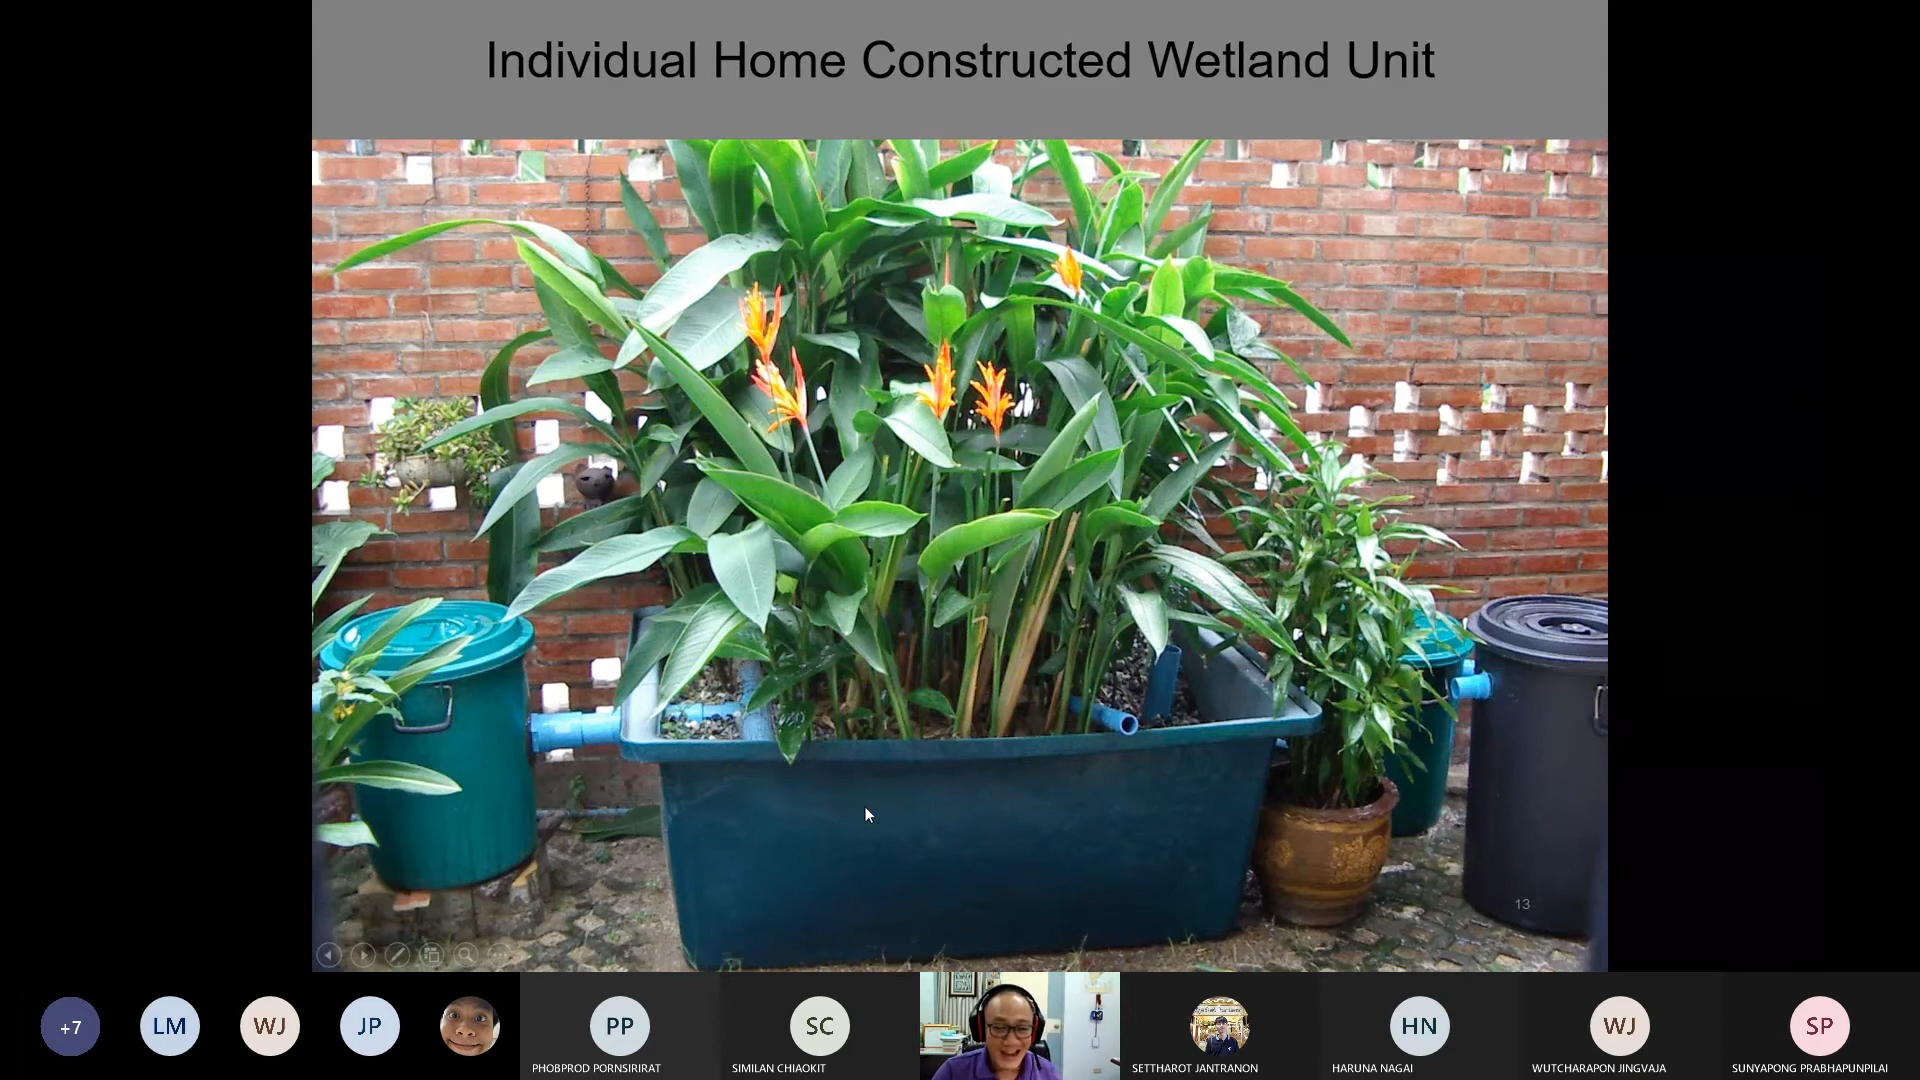 Individual Home Constructed Wetland Unit
13
+7
LM
WJ
JP
PP
SC
HN
WJ
SP
PHOBPROD PORNSIRIRAT
SIMILAN CHIAOKIT
SETTHAROT JANTRANON
HARUNA NAGAI
WUTCHARAPON JINGVAJA
SUNYAPONG PRABHAPUNPILAI